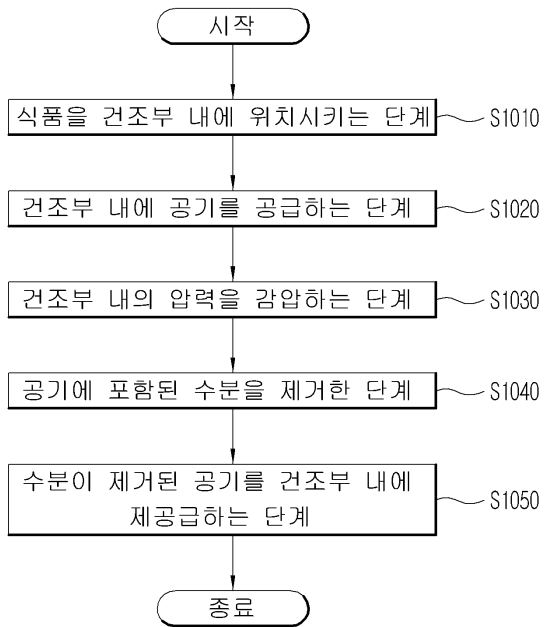 시작
식품을 건조부 내에 위치시키는 단계
S1010
건조부 내에 공기를 공급하는 단계
S1020
건조부 내의 압력을 감압하는 단계
S1030
공기에 포함된 수분을 제거한 단계
S1040
수분이 제거된 공기를 건조부 내에
제공급하는 단계
S1050
종료